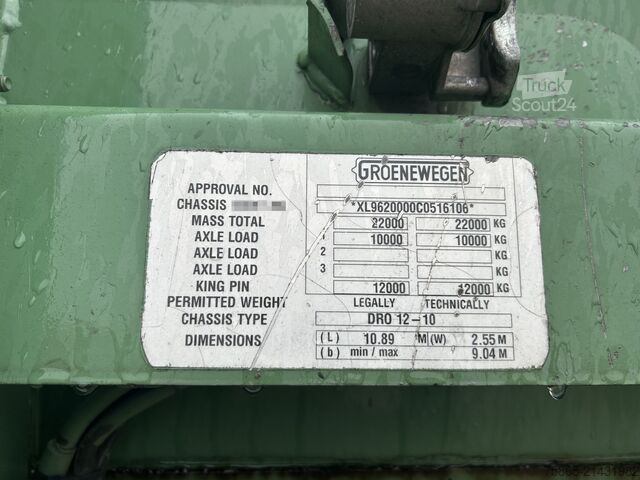 Truck
Scout24
GROENEWEGEN
APPROVAL NO.
CHASSIS *XL9620000C0516106*
MASS TOTAL 22000 - 22000 KG
AXLE LOAD 1 10000 - 10000 KG
AXLE LOAD 2 - KG
AXLE LOAD 3 - KG
KING PIN 12000 - 12000 KG
PERMITTED WEIGHT LEGALLY TECHNICALLY
CHASSIS TYPE DRO 12-10
DIMENSIONS (L) 10.89 M (W) 2.55 M
(b) min / max 9.04 M